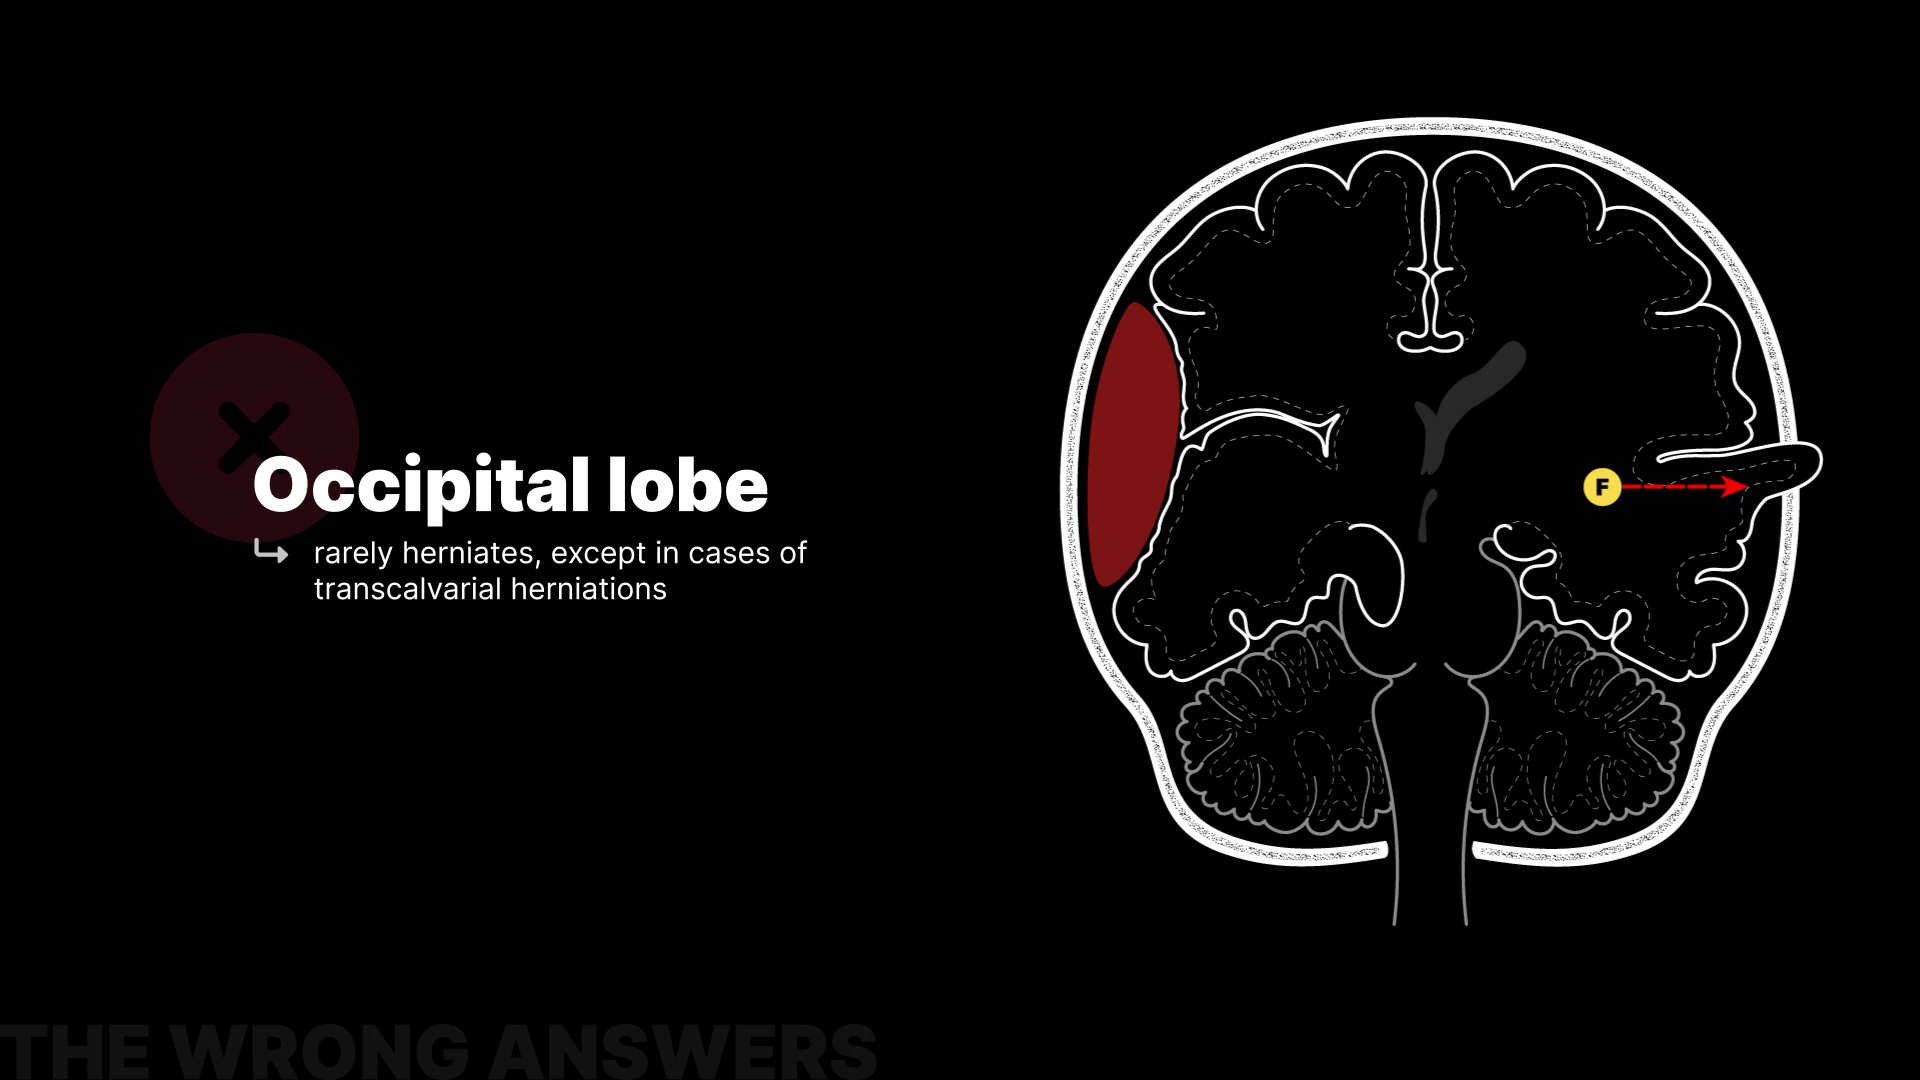 Occipital lobe
rarely herniates, except in cases of
transcalvarial herniations
F
THE WRONG ANSWERS